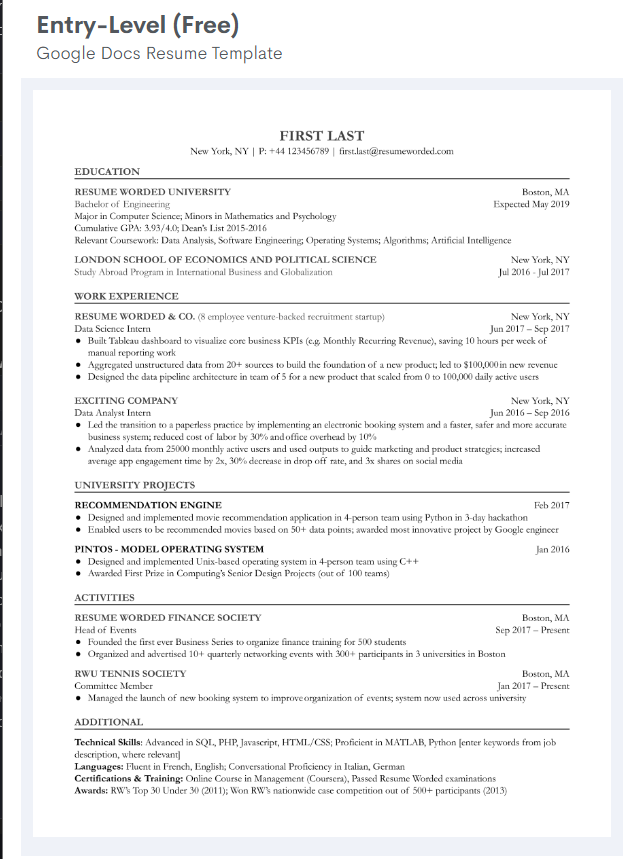 Entry-Level (Free)
Google Docs Resume Template
FIRST LAST
New York, NY | P: +44 123456789 | first.last@resumeworded.com
EDUCATION
RESUME WORDED UNIVERSITY Boston, MA
Bachelor of Engineering Expected May 2019
Major in Computer Science; Minors in Mathematics and Psychology
Cumulative GPA: 3.93/4.0; Dean's List 2015-2016
Relevant Coursework: Data Analysis, Software Engineering; Operating Systems; Algorithms; Artificial Intelligence
LONDON SCHOOL OF ECONOMICS AND POLITICAL SCIENCE New York, NY
Study Abroad Program in International Business and Globalization Jul 2016 - Jul 2017
WORK EXPERIENCE
RESUME WORDED & CO. (8 employee venture-backed recruitment startup) New York, NY
Data Science Intern Jun 2017 – Sep 2017
● Built Tableau dashboard to visualize core business KPIs (e.g. Monthly Recurring Revenue), saving 10 hours per week of
manual reporting work
● Aggregated unstructured data from 20+ sources to build the foundation of a new product; led to $100,000 in new revenue
● Designed the data pipeline architecture in team of 5 for a new product that scaled from 0 to 100,000 daily active users
EXCITING COMPANY New York, NY
Data Analyst Intern Jun 2016 – Sep 2016
● Led the transition to a paperless practice by implementing an electronic booking system and a faster, safer and more accurate
business system; reduced cost of labor by 30% and office overhead by 10%
● Analyzed data from 25000 monthly active users and used outputs to guide marketing and product strategies; increased
average app engagement time by 2x, 30% decrease in drop off rate, and 3x shares on social media
UNIVERSITY PROJECTS
RECOMMENDATION ENGINE Feb 2017
● Designed and implemented movie recommendation application in 4-person team using Python in 3-day hackathon
● Enabled users to be recommended movies based on 50+ data points; awarded most innovative project by Google engineer
PINTOS - MODEL OPERATING SYSTEM Jan 2016
● Designed and implemented Unix-based operating system in 4-person team using C++
● Awarded First Prize in Computing's Senior Design Projects (out of 100 teams)
ACTIVITIES
RESUME WORDED FINANCE SOCIETY Boston, MA
Head of Events Sep 2017 – Present
● Founded the first ever Business Series to organize finance training for 500 students
● Organized and advertised 10+ quarterly networking events with 300+ participants in 3 universities in Boston
RWU TENNIS SOCIETY Boston, MA
Committee Member Jan 2017 – Present
● Managed the launch of new booking system to improve organization of events; system now used across university
ADDITIONAL
Technical Skills: Advanced in SQL, PHP, Javascript, HTML/CSS; Proficient in MATLAB, Python [enter keywords from job
description, where relevant]
Languages: Fluent in French, English; Conversational Proficiency in Italian, German
Certifications & Training: Online Course in Management (Coursera), Passed Resume Worded examinations
Awards: RW's Top 30 Under 30 (2011); Won RW's nationwide case competition out of 500+ participants (2013)